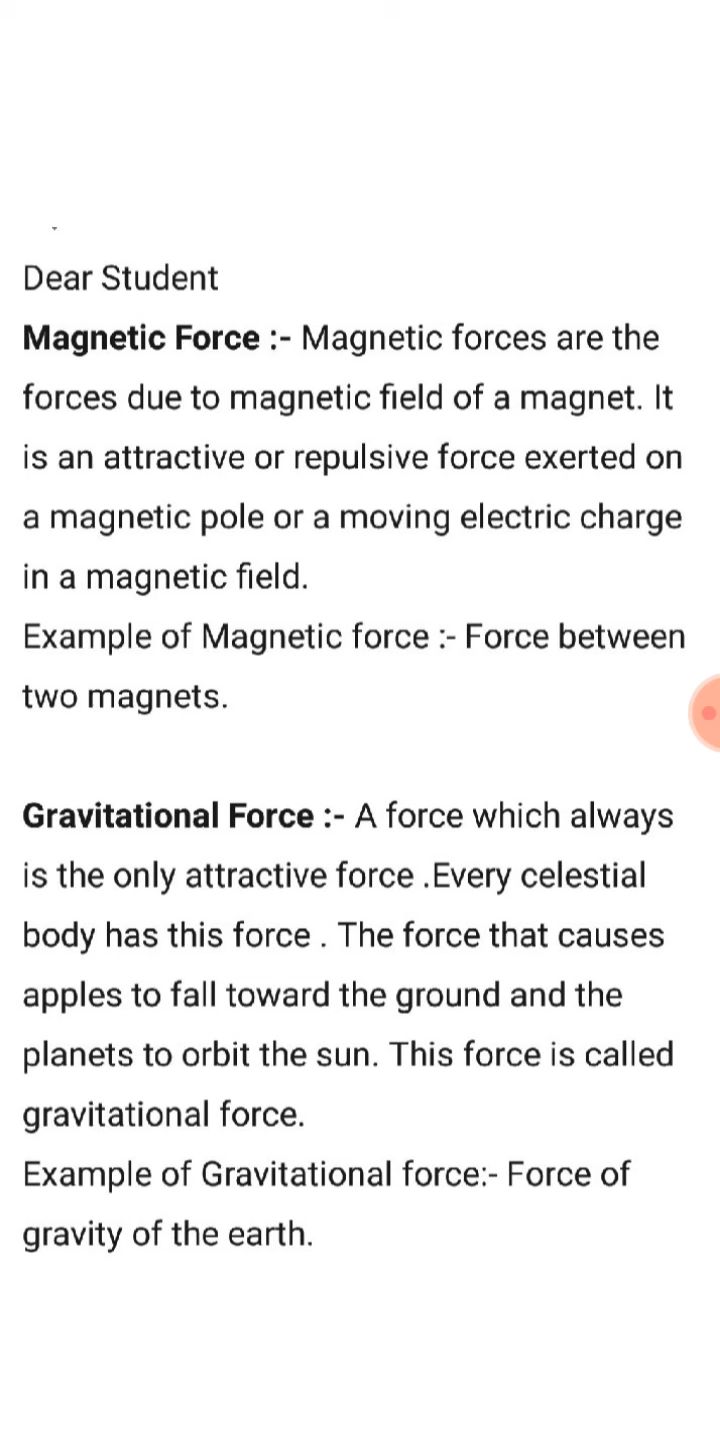 Dear Student
Magnetic Force :- Magnetic forces are the
forces due to magnetic field of a magnet. It
is an attractive or repulsive force exerted on
a magnetic pole or a moving electric charge
in a magnetic field.
Example of Magnetic force :- Force between
two magnets.
Gravitational Force :- A force which always
is the only attractive force .Every celestial
body has this force . The force that causes
apples to fall toward the ground and the
planets to orbit the sun. This force is called
gravitational force.
Example of Gravitational force:- Force of
gravity of the earth.